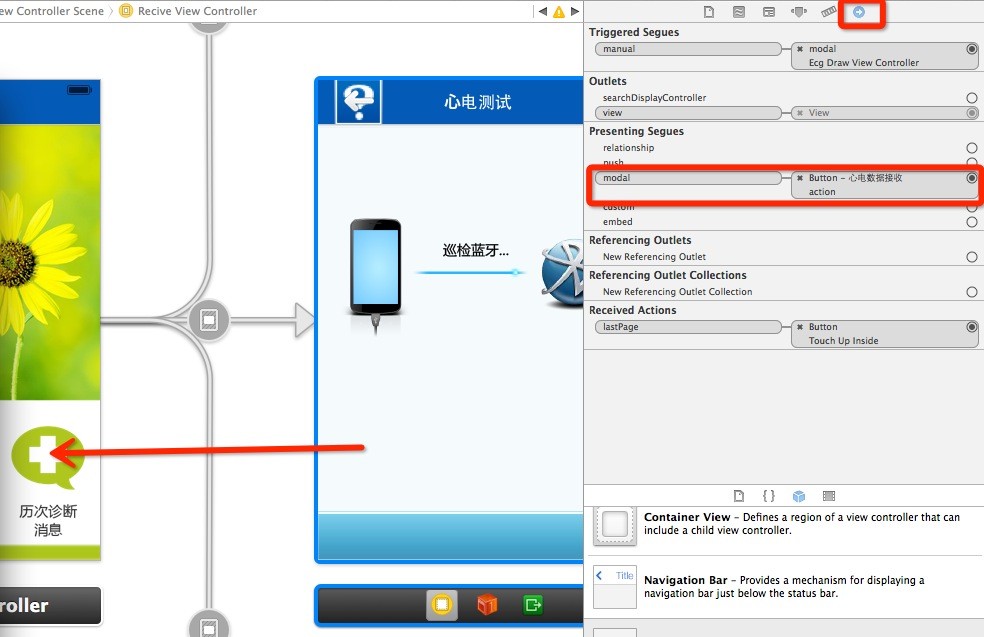 ew Controller Scene
Recive View Controller
心电测试
巡检蓝牙...
历次诊断
消息
roller
Triggered Segues
manual
modal
Ecg Draw View Controller
Outlets
searchDisplayController
view
View
Presenting Segues
relationship
push
modal
Button - 心电数据接收
action
custom
embed
Referencing Outlets
New Referencing Outlet
Referencing Outlet Collections
New Referencing Outlet Collection
Received Actions
lastPage
Button
Touch Up Inside
Container View - Defines a region of a view controller that can
include a child view controller.
Title
Navigation Bar - Provides a mechanism for displaying a
navigation bar just below the status bar.